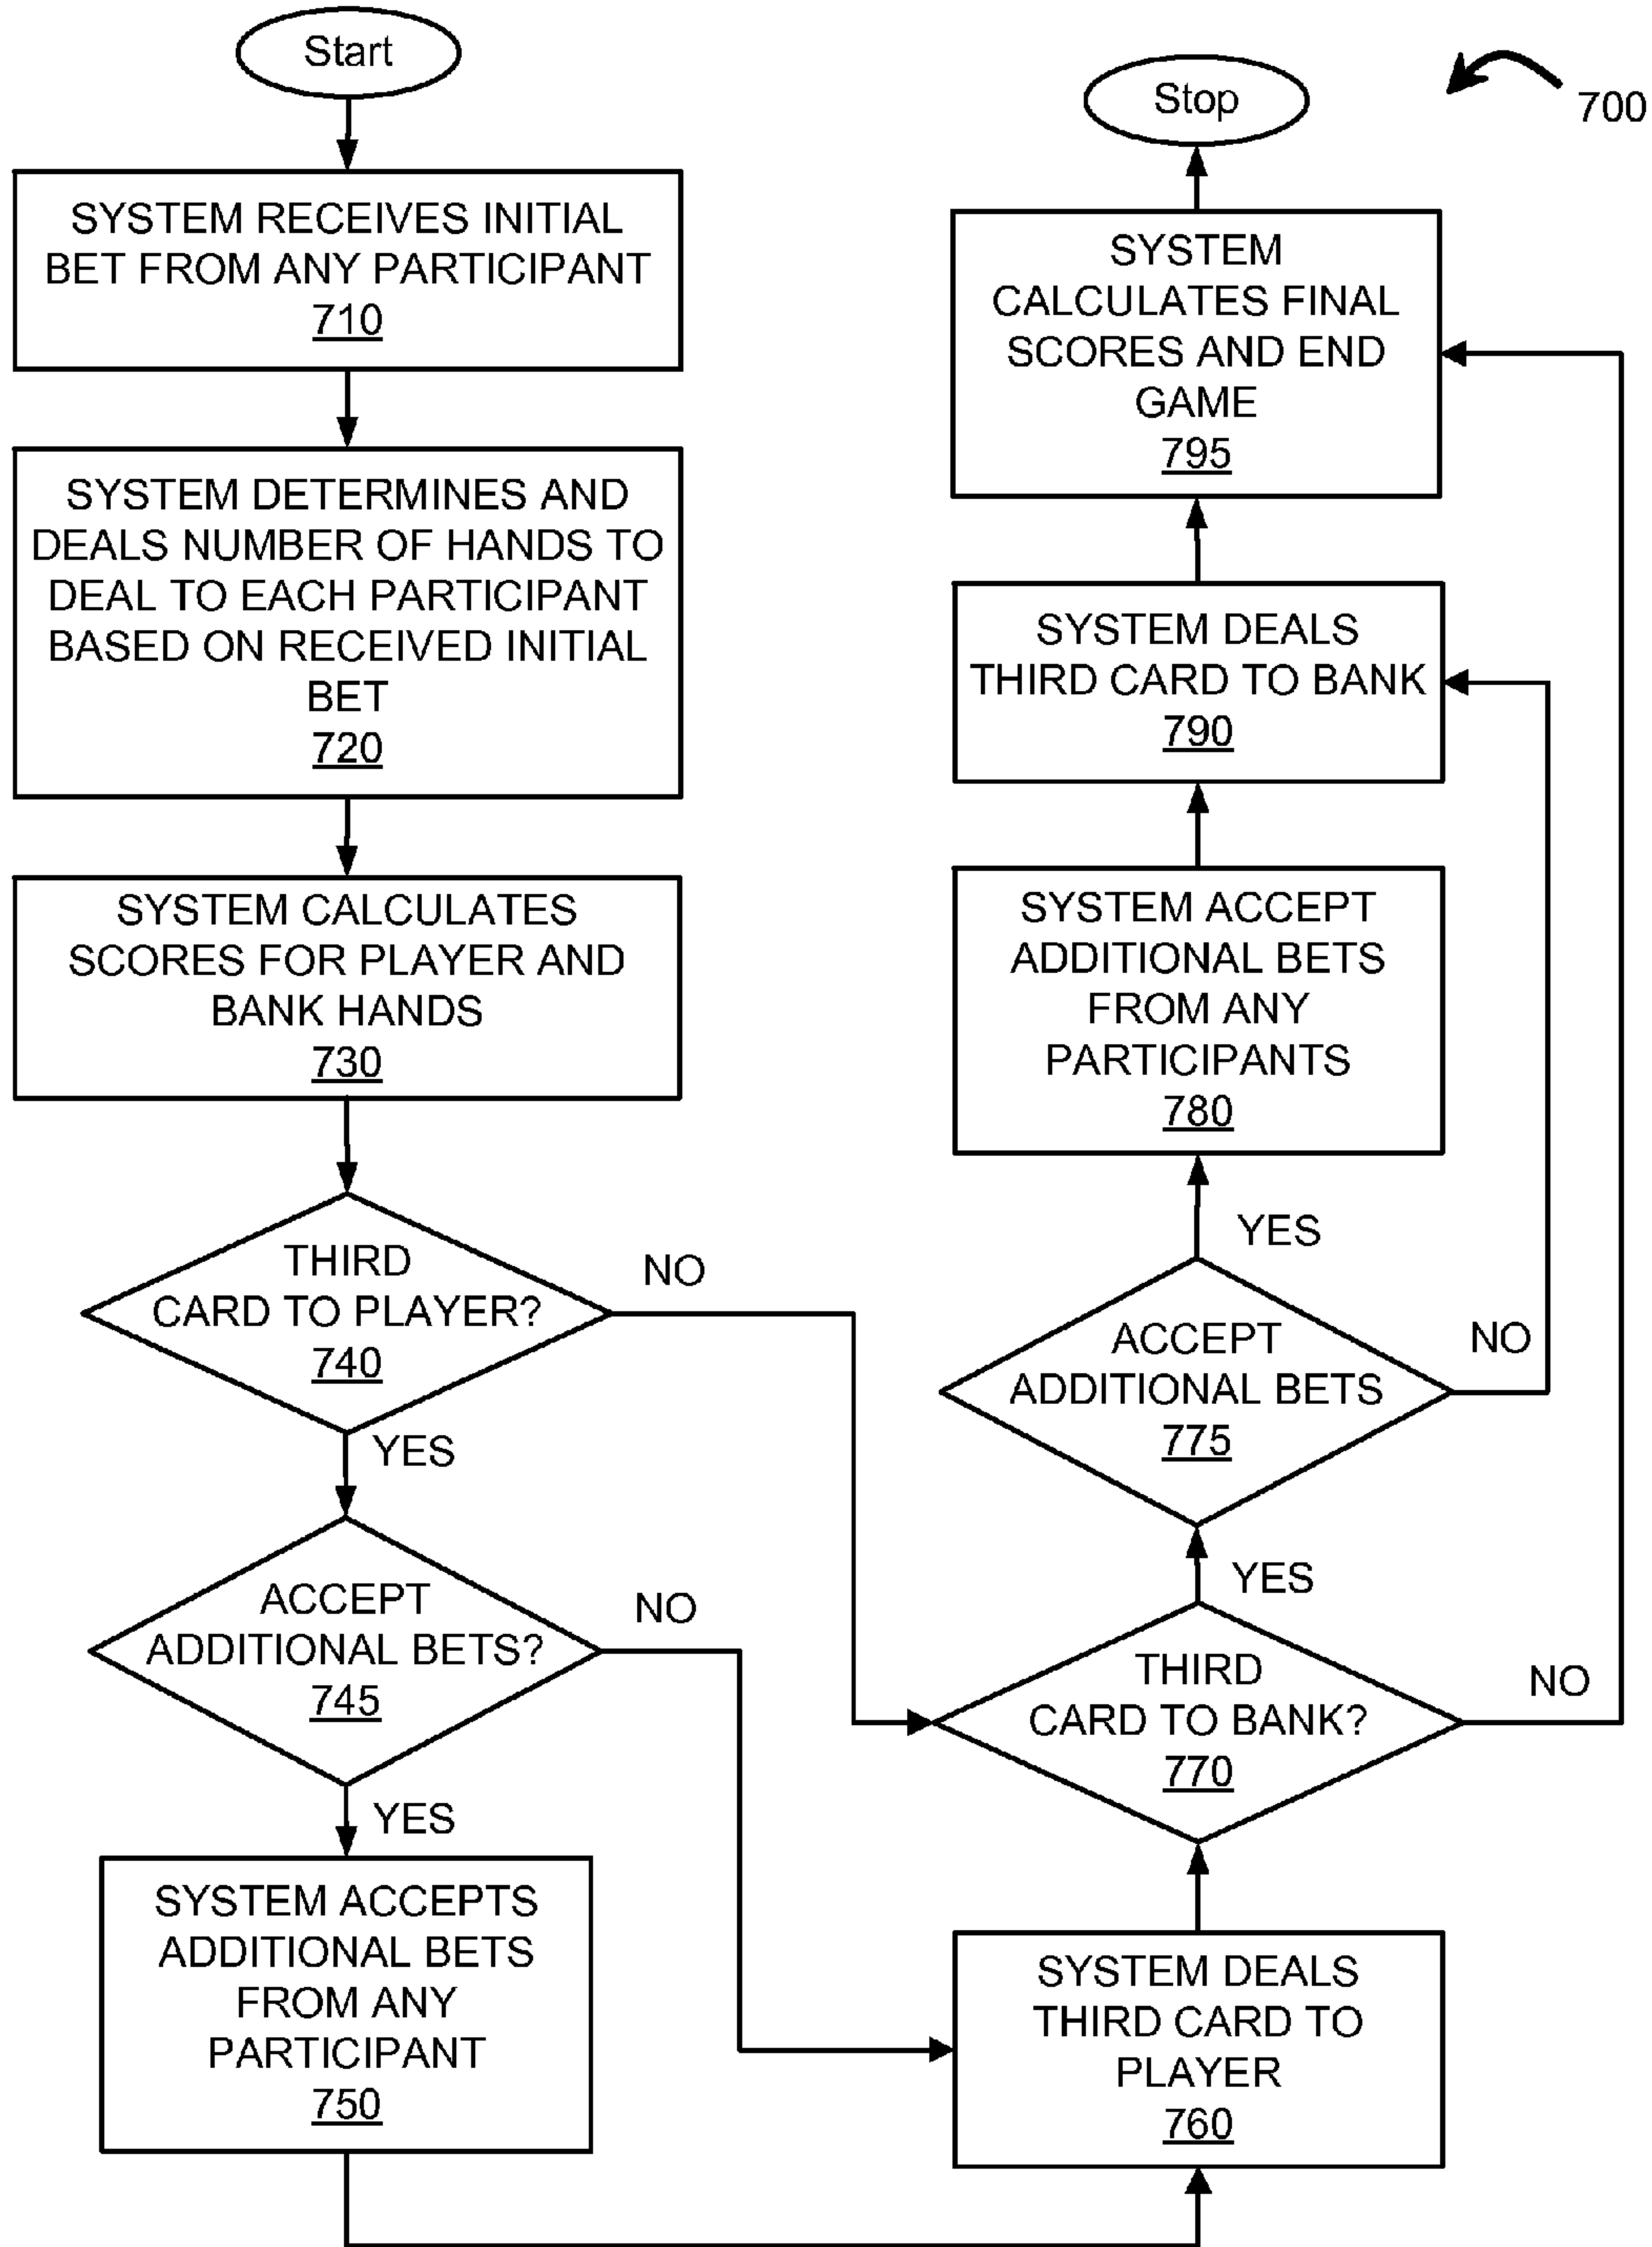 Start
SYSTEM RECEIVES INITIAL
BET FROM ANY PARTICIPANT
710
SYSTEM DETERMINES AND
DEALS NUMBER OF HANDS TO
DEAL TO EACH PARTICIPANT
BASED ON RECEIVED INITIAL
BET
720
SYSTEM CALCULATES
SCORES FOR PLAYER AND
BANK HANDS
730
THIRD
CARD TO PLAYER?
740
NO
YES
ACCEPT
ADDITIONAL BETS?
745
NO
YES
SYSTEM ACCEPTS
ADDITIONAL BETS
FROM ANY
PARTICIPANT
750
Stop
700
SYSTEM
CALCULATES FINAL
SCORES AND END
GAME
795
SYSTEM DEALS
THIRD CARD TO BANK
790
SYSTEM ACCEPT
ADDITIONAL BETS
FROM ANY
PARTICIPANTS
780
YES
ACCEPT
ADDITIONAL BETS
775
NO
YES
THIRD
CARD TO BANK?
770
NO
SYSTEM DEALS
THIRD CARD TO
PLAYER
760